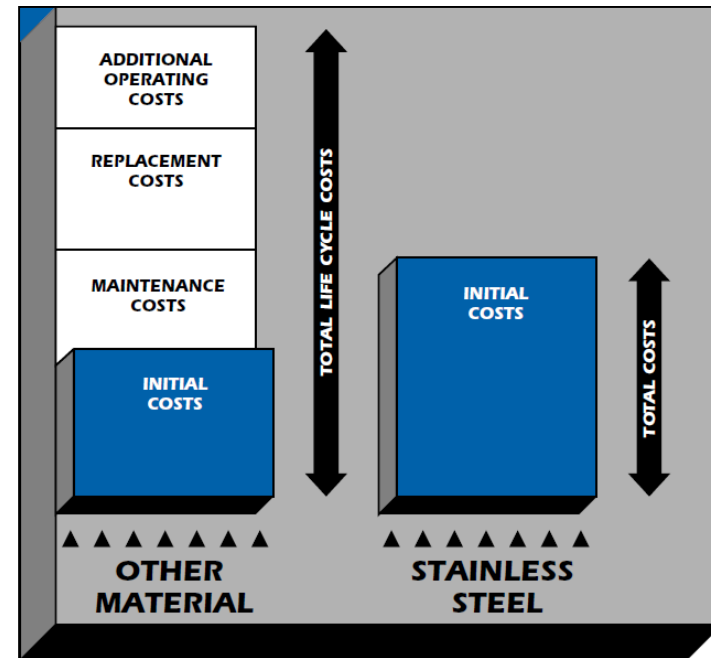 ADDITIONAL
OPERATING
COSTS
REPLACEMENT
COSTS
MAINTENANCE
COSTS
INITIAL
COSTS
TOTAL LIFE CYCLE COSTS
INITIAL
COSTS
TOTAL COSTS
OTHER
MATERIAL
STAINLESS
STEEL